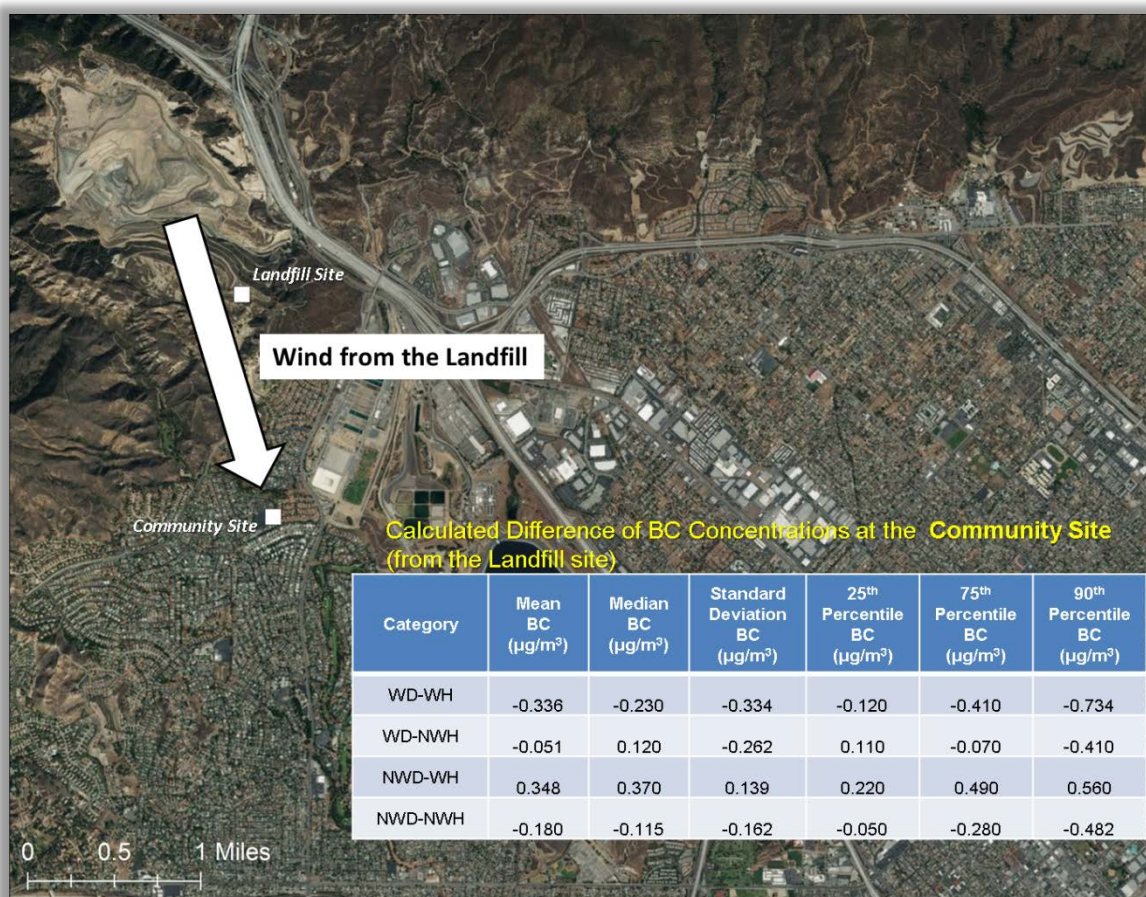 Landfill Site
Wind from the Landfill
Community Site
Calculated Difference of BC Concentrations at the Community Site
(from the Landfill site)
Category Mean BC (µg/m³) Median BC (µg/m³) Standard Deviation BC (µg/m³) 25th Percentile BC (µg/m³) 75th Percentile BC (µg/m³) 90th Percentile BC (µg/m³)
WD-WH -0.336 -0.230 -0.334 -0.120 -0.410 -0.734
WD-NWH -0.051 0.120 -0.262 0.110 -0.070 -0.410
NWD-WH 0.348 0.370 0.139 0.220 0.490 0.560
NWD-NWH -0.180 -0.115 -0.162 -0.050 -0.280 -0.482
0 0.5 1 Miles